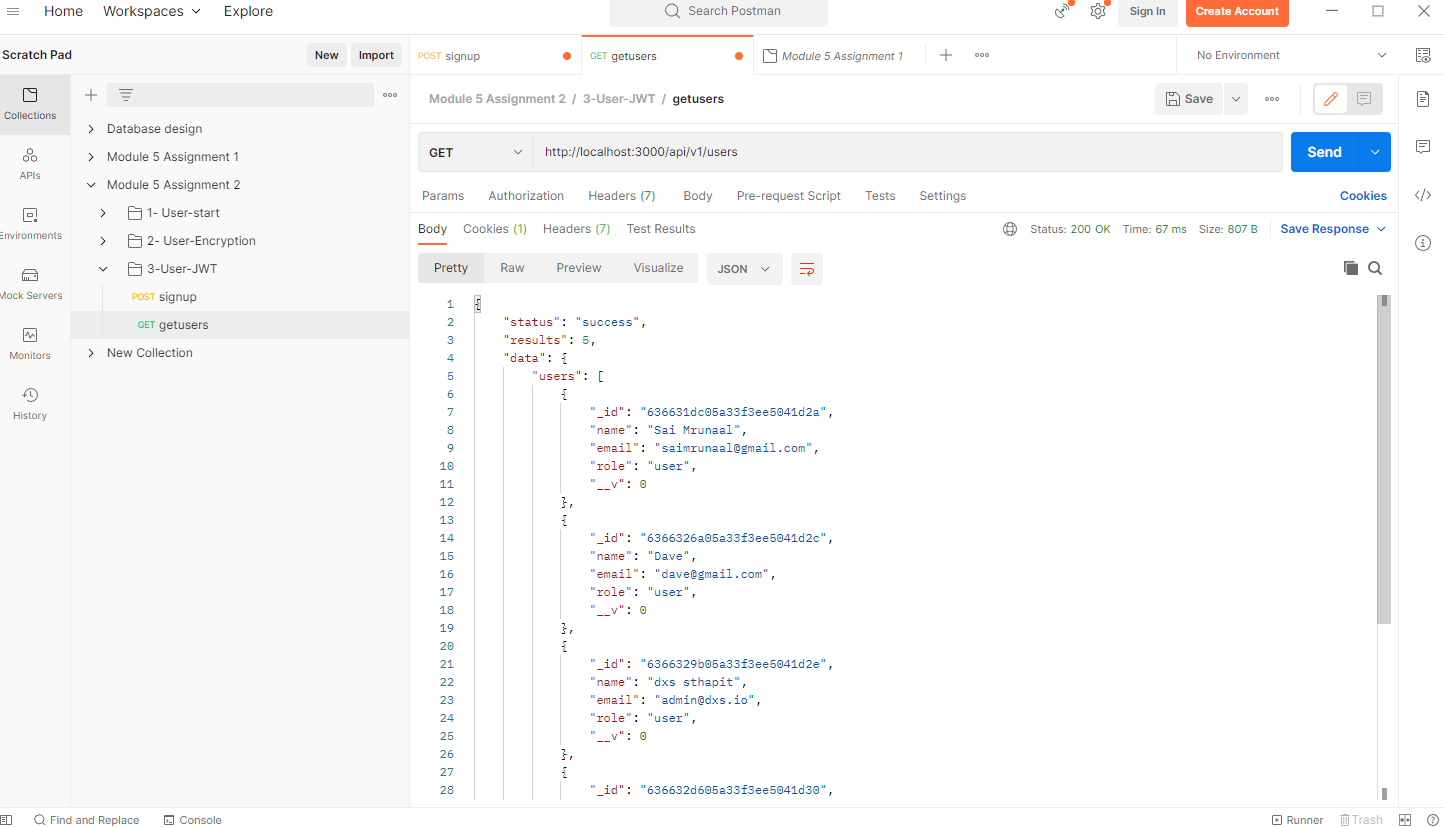 Home Workspaces Explore Search Postman Sign In Create Account
Scratch Pad New Import POST signup GET getusers Module 5 Assignment 1 No Environment
Collections
APIs
Environments
Mock Servers
Monitors
History
Database design
Module 5 Assignment 1
Module 5 Assignment 2
1- User-start
2- User-Encryption
3-User-JWT
POST signup
GET getusers
New Collection
Module 5 Assignment 2 / 3-User-JWT / getusers Save
GET http://localhost:3000/api/v1/users Send
Params Authorization Headers (7) Body Pre-request Script Tests Settings Cookies
Body Cookies (1) Headers (7) Test Results Status: 200 OK Time: 67 ms Size: 807 B Save Response
Pretty Raw Preview Visualize JSON
1 {
2 "status": "success",
3 "results": 5,
4 "data": {
5 "users": [
6 {
7 "_id": "636631dc05a33f3ee5041d2a",
8 "name": "Sai Mrunaal",
9 "email": "saimrunaal@gmail.com",
10 "role": "user",
11 "__v": 0
12 },
13 {
14 "_id": "6366326a05a33f3ee5041d2c",
15 "name": "Dave",
16 "email": "dave@gmail.com",
17 "role": "user",
18 "__v": 0
19 },
20 {
21 "_id": "6366329b05a33f3ee5041d2e",
22 "name": "dxs sthapit",
23 "email": "admin@dxs.io",
24 "role": "user",
25 "__v": 0
26 },
27 {
28 "_id": "636632d605a33f3ee5041d30",
Find and Replace Console Runner Trash